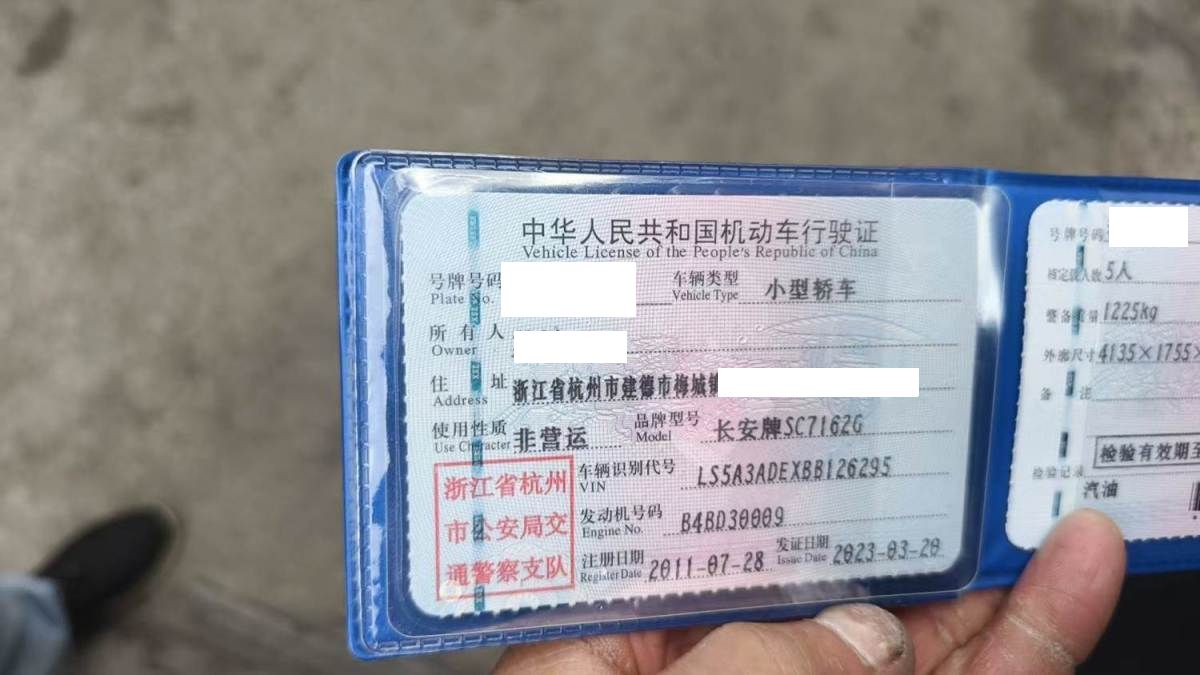 中华人民共和国机动车行驶证
Vehicle License of the People's Republic of China
号牌号码
Plate No.
车辆类型 小型轿车
Vehicle Type
所有人
Owner
住址 浙江省杭州市建德市梅城镇
Address
使用性质 非营运
Use Character
品牌型号 长安牌SC7162G
Model
浙江省杭州
市公安局交
通警察支队
车辆识别代号 LS5A3ADEXBB126295
VIN
发动机号码 B4BD30009
Engine No.
注册日期 2011-07-28
Register Date
发证日期 2023-03-20
Issue Date
号牌号码
核定载人数 5人
整备质量 1225kg
外廓尺寸 4135×1755×
备注
检验有效期至
检验记录
汽油